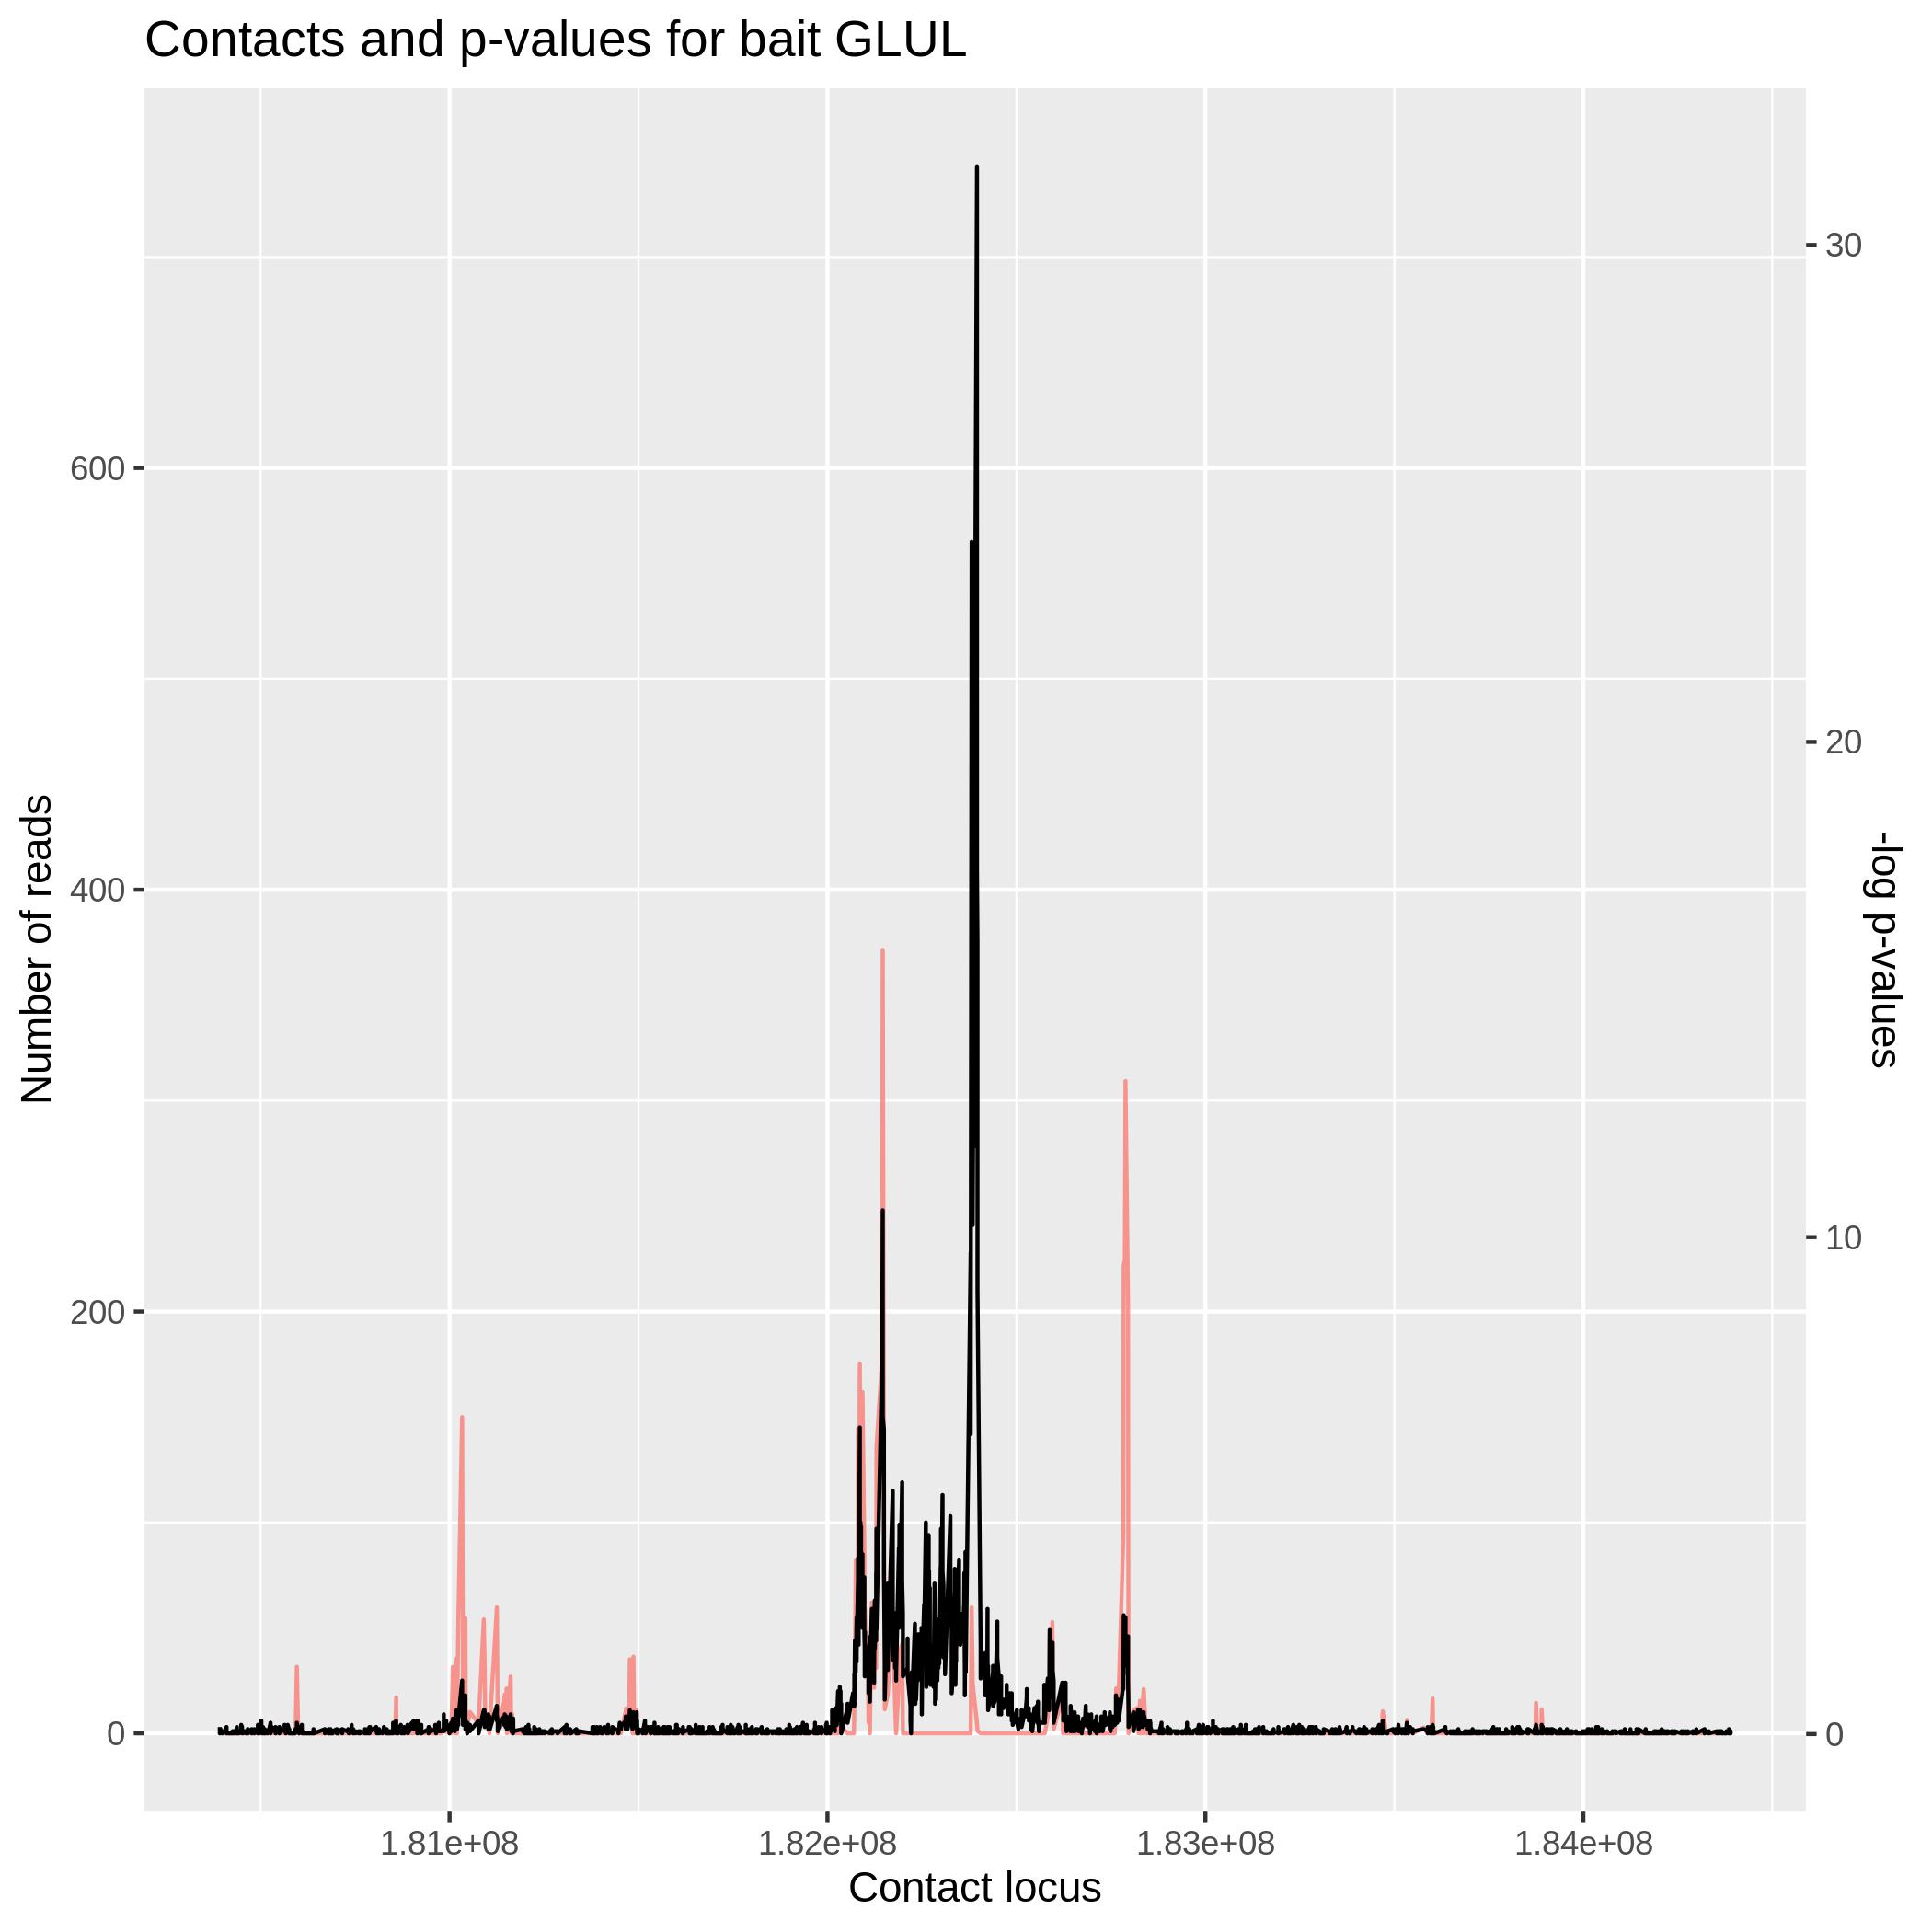 Contacts and p-values for bait GLUL
Number of reads
600
400
200
0
30
20
10
0
-log p-values
1.81e+08 1.82e+08 1.83e+08 1.84e+08
Contact locus